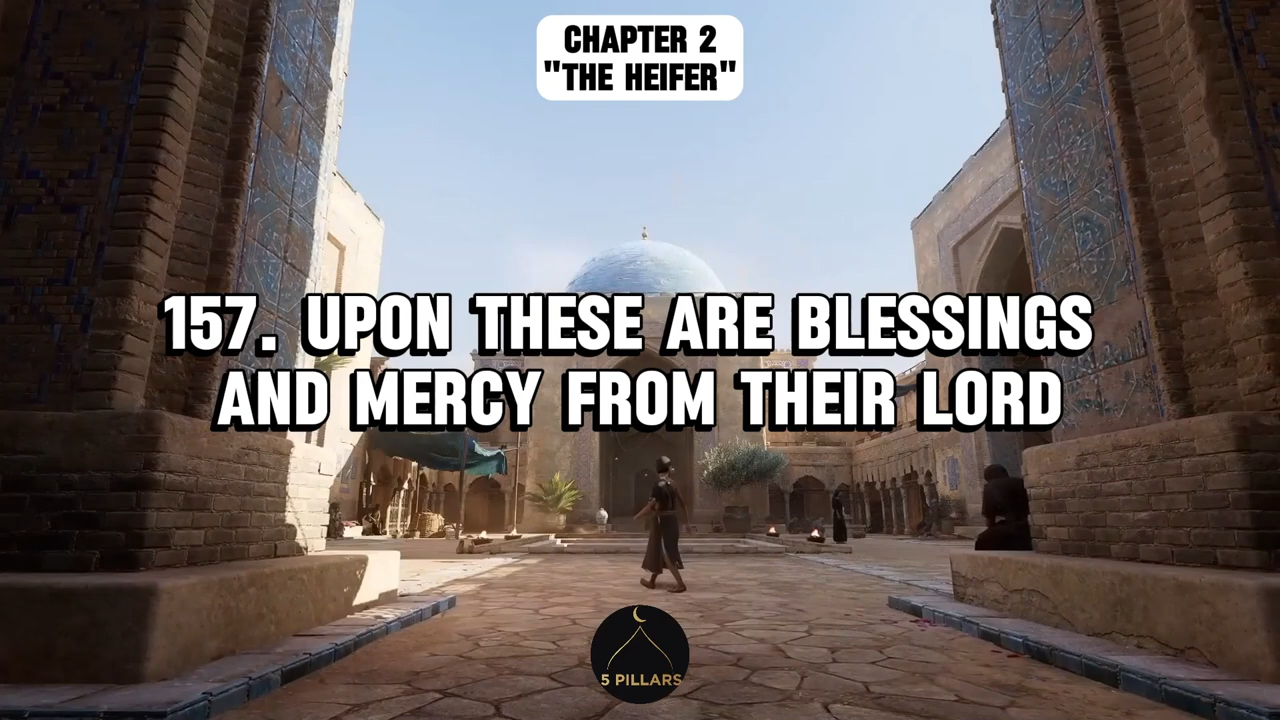 CHAPTER 2
"THE HEIFER"
157. UPON THESE ARE BLESSINGS
AND MERCY FROM THEIR LORD
5 PILLARS